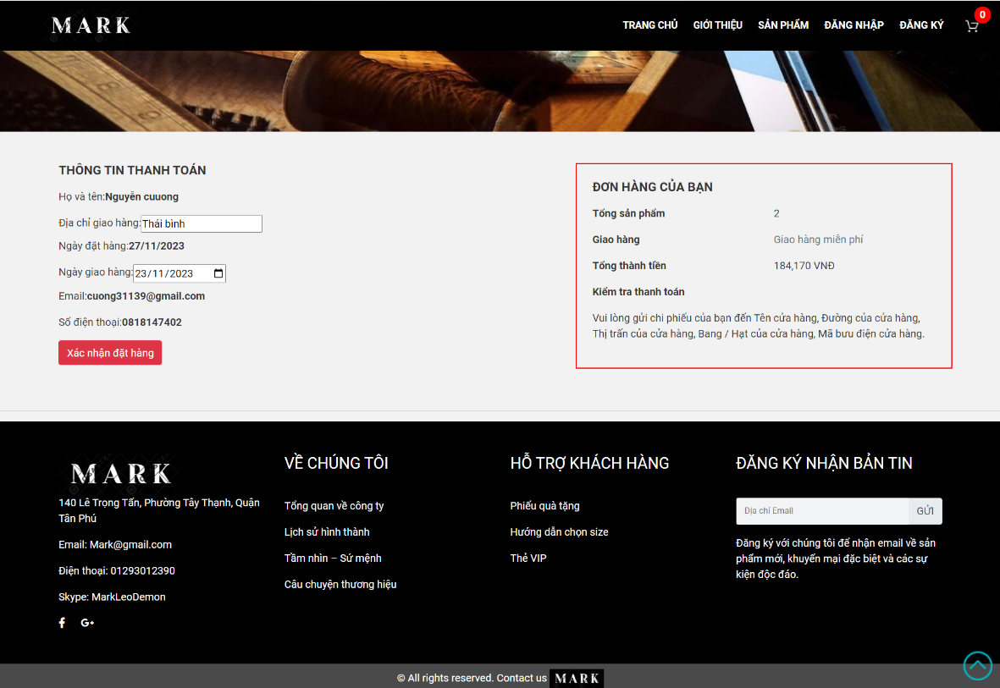 MARK
TRANG CHỦ GIỚI THIỆU SẢN PHẨM ĐĂNG NHẬP ĐĂNG KÝ 0
THÔNG TIN THANH TOÁN
Họ và tên:Nguyễn cuuong
Địa chỉ giao hàng:Thái bình
Ngày đặt hàng:27/11/2023
Ngày giao hàng:23/11/2023
Email:cuong31139@gmail.com
Số điện thoại:0818147402
Xác nhận đặt hàng
ĐƠN HÀNG CỦA BẠN
Tổng sản phẩm 2
Giao hàng Giao hàng miễn phí
Tổng thành tiền 184,170 VNĐ
Kiểm tra thanh toán
Vui lòng gửi chi phiếu của bạn đến Tên cửa hàng, Đường của cửa hàng,
Thị trấn của cửa hàng, Bang / Hạt của cửa hàng, Mã bưu điện cửa hàng.
MARK
140 Lê Trọng Tấn, Phường Tây Thạnh, Quận
Tân Phú
Email: Mark@gmail.com
Điện thoại: 01293012390
Skype: MarkLeoDemon
G+
VỀ CHÚNG TÔI
Tổng quan về công ty
Lịch sử hình thành
Tầm nhìn – Sứ mệnh
Câu chuyện thương hiệu
HỖ TRỢ KHÁCH HÀNG
Phiếu quà tặng
Hướng dẫn chọn size
Thẻ VIP
ĐĂNG KÝ NHẬN BẢN TIN
Địa chỉ Email GỬI
Đăng ký với chúng tôi để nhận email về sản
phẩm mới, khuyến mại đặc biệt và các sự
kiện độc đáo.
© All rights reserved. Contact us MARK